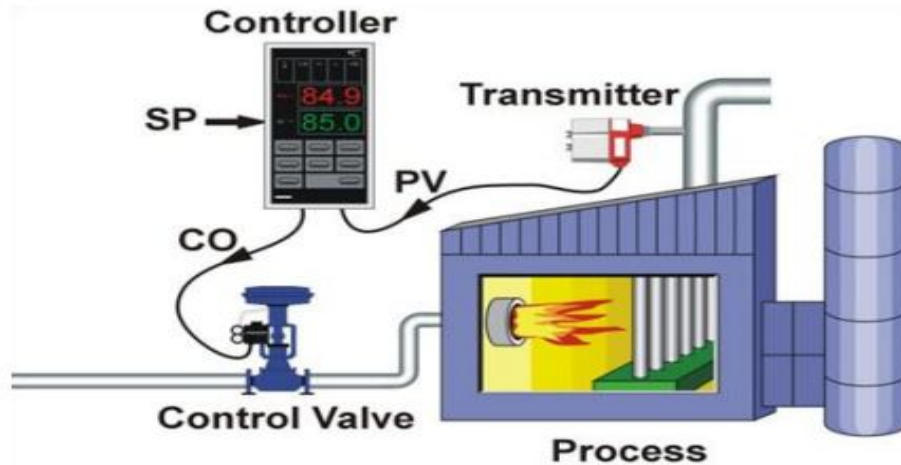 Controller
°C
84.9
85.0
SP
Transmitter
PV
CO
Control Valve
Process